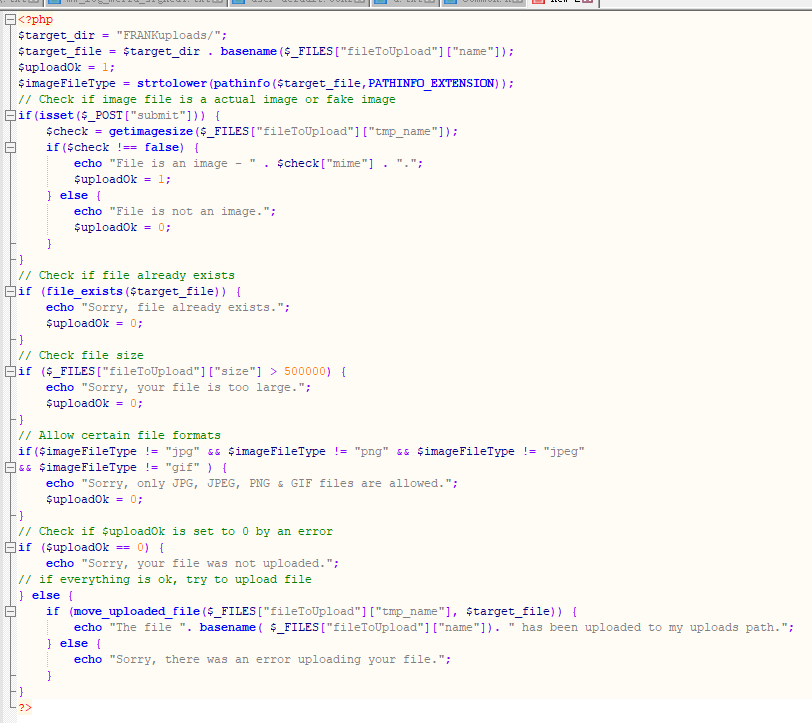 <?php
$target_dir = "FRANKuploads/";
$target_file = $target_dir . basename($_FILES["fileToUpload"]["name"]);
$uploadOk = 1;
$imageFileType = strtolower(pathinfo($target_file,PATHINFO_EXTENSION));
// Check if image file is a actual image or fake image
if(isset($_POST["submit"])) {
    $check = getimagesize($_FILES["fileToUpload"]["tmp_name"]);
    if($check !== false) {
        echo "File is an image - " . $check["mime"] . ".";
        $uploadOk = 1;
    } else {
        echo "File is not an image.";
        $uploadOk = 0;
    }
}
// Check if file already exists
if (file_exists($target_file)) {
    echo "Sorry, file already exists.";
    $uploadOk = 0;
}
// Check file size
if ($_FILES["fileToUpload"]["size"] > 500000) {
    echo "Sorry, your file is too large.";
    $uploadOk = 0;
}
// Allow certain file formats
if($imageFileType != "jpg" && $imageFileType != "png" && $imageFileType != "jpeg"
&& $imageFileType != "gif" ) {
    echo "Sorry, only JPG, JPEG, PNG & GIF files are allowed.";
    $uploadOk = 0;
}
// Check if $uploadOk is set to 0 by an error
if ($uploadOk == 0) {
    echo "Sorry, your file was not uploaded.";
// if everything is ok, try to upload file
} else {
    if (move_uploaded_file($_FILES["fileToUpload"]["tmp_name"], $target_file)) {
        echo "The file ". basename( $_FILES["fileToUpload"]["name"]). " has been uploaded to my uploads path.";
    } else {
        echo "Sorry, there was an error uploading your file.";
    }
}
?>